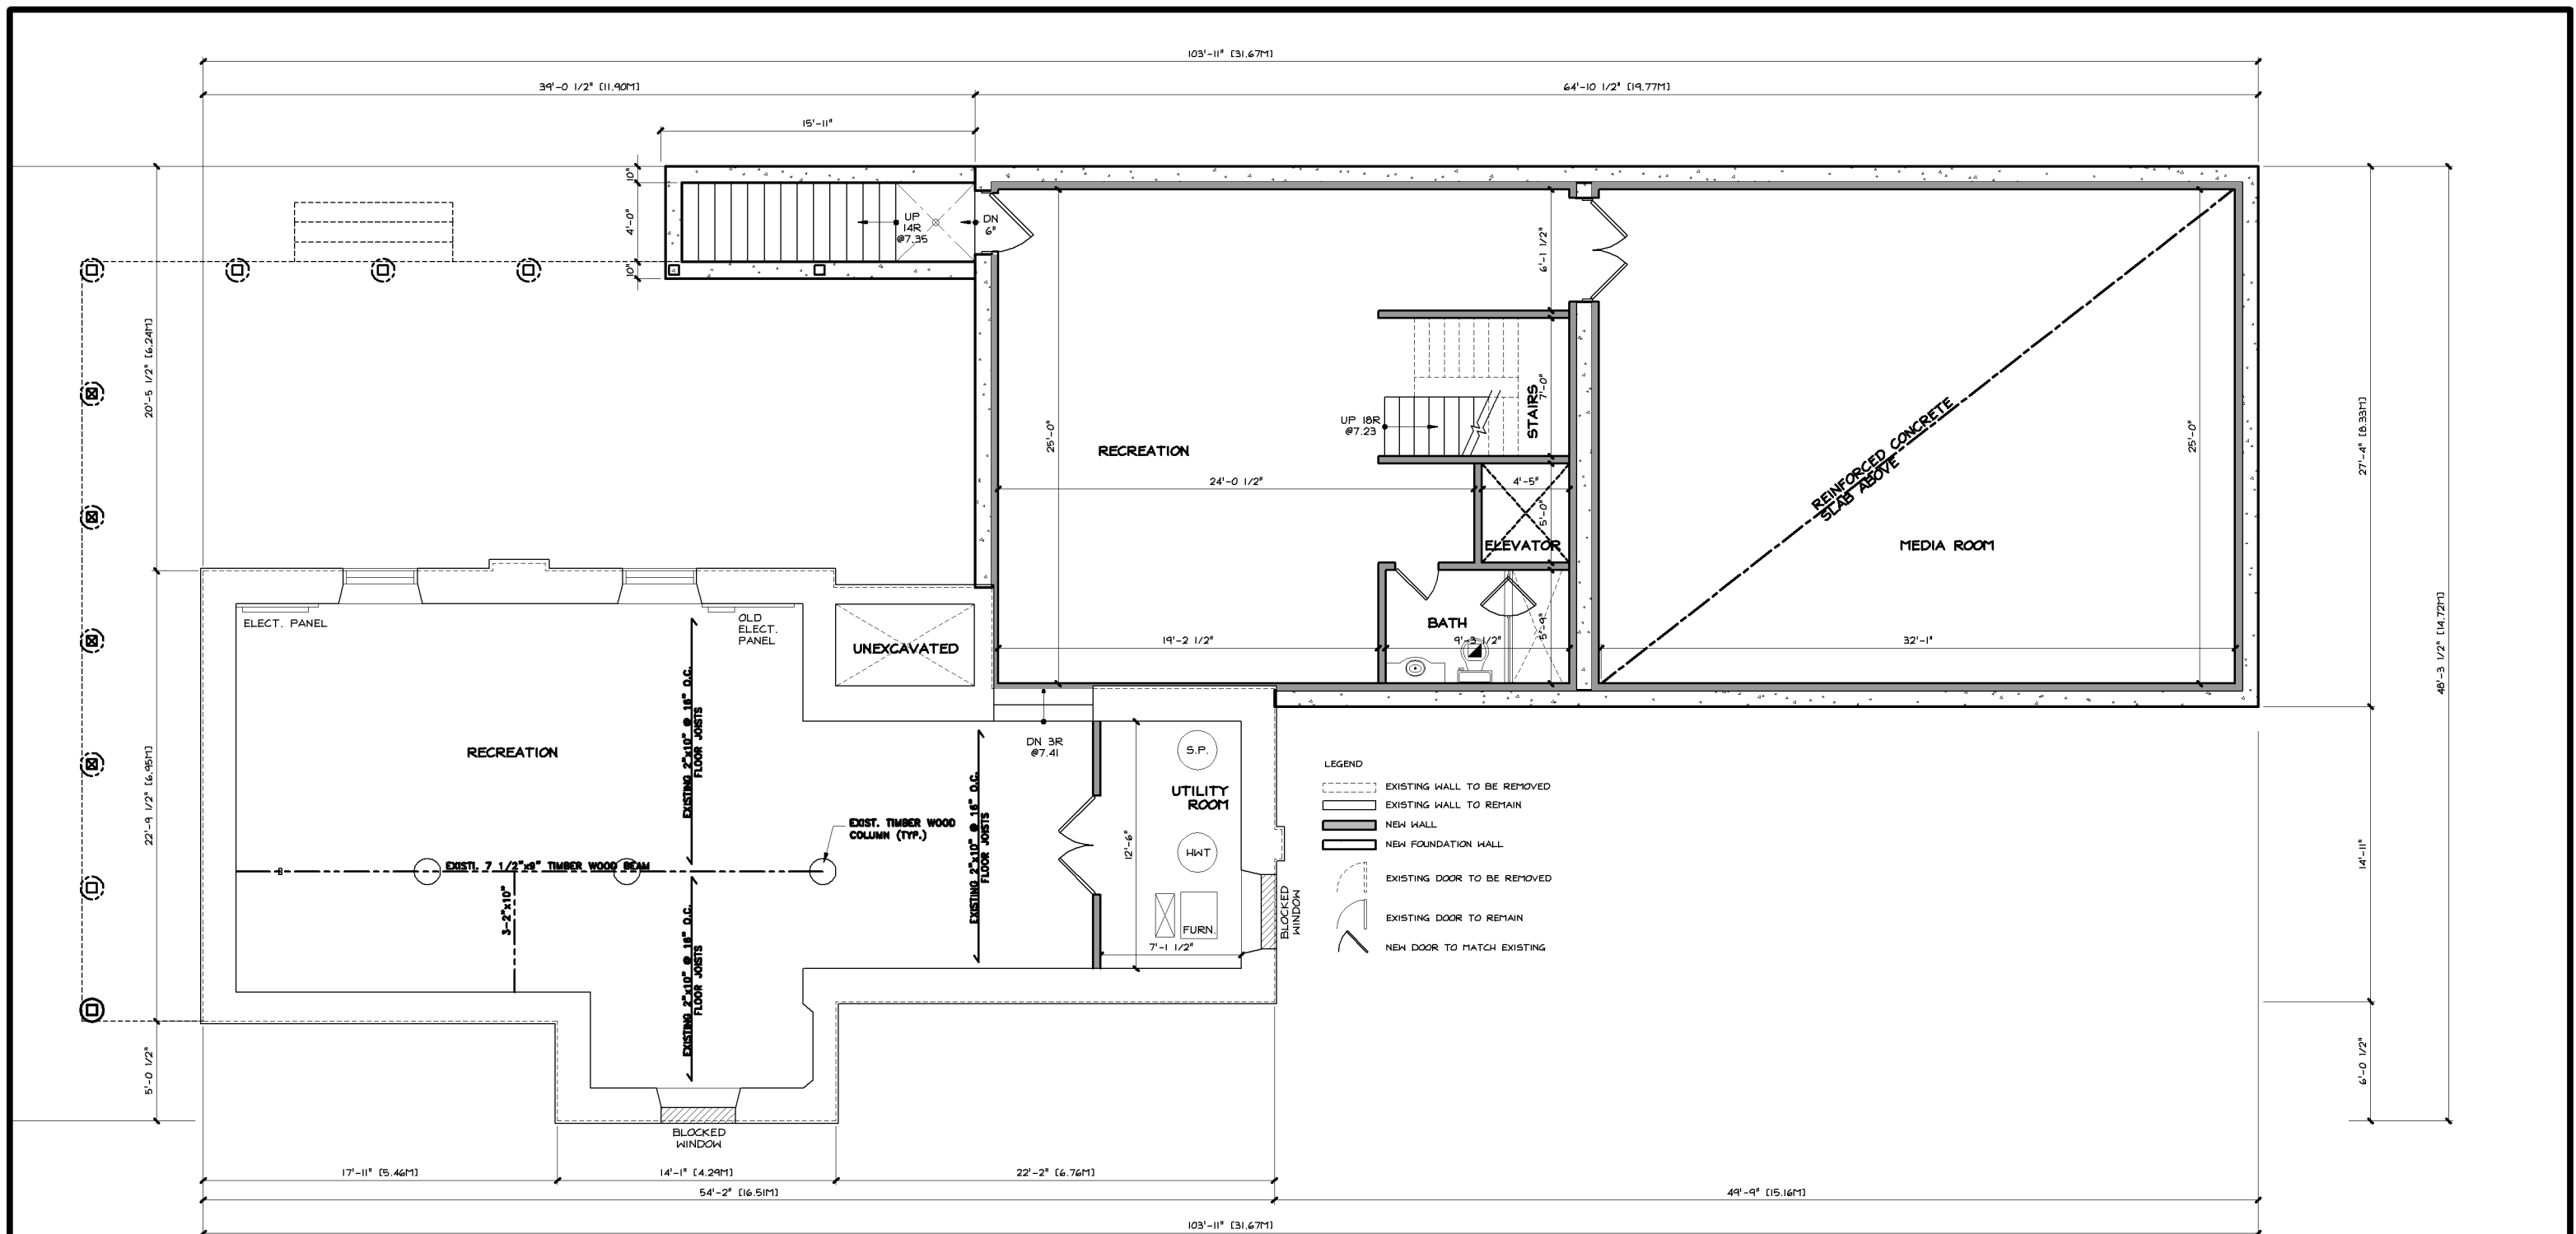 103'-11" [31.67M]
39'-0 1/2" [11.90M]
64'-10 1/2" [19.77M]
15'-11"
10"
4'-0"
10"
UP
14R
@7.35
DN
6"
6'-1 1/2"
20'-5 1/2" [6.24M]
25'-0"
RECREATION
UP 18R
@7.23
STAIRS
7'-0"
24'-0 1/2"
4'-5"
5'-0"
ELEVATOR
REINFORCED CONCRETE
SLAB ABOVE
MEDIA ROOM
25'-0"
27'-4" [8.33M]
48'-3 1/2" [14.72M]
ELECT. PANEL
OLD
ELECT.
PANEL
UNEXCAVATED
19'-2 1/2"
BATH
9'-3 1/2"
5'-9"
32'-1"
22'-9 1/2" [6.95M]
RECREATION
EXISTING 2"x10" @ 16" O.C.
FLOOR JOISTS
DN 3R
@7.41
S.P.
UTILITY
ROOM
EXIST. TIMBER WOOD
COLUMN (TYP.)
EXISTING 2"x10" @ 16" O.C.
FLOOR JOISTS
12'-6"
HWT
EXISTI. 7 1/2"x9" TIMBER WOOD BEAM
3-2"x10"
EXISTING 2"x10" @ 16" O.C.
FLOOR JOISTS
FURN.
7'-1 1/2"
BLOCKED
WINDOW
LEGEND
EXISTING WALL TO BE REMOVED
EXISTING WALL TO REMAIN
NEW WALL
NEW FOUNDATION WALL
EXISTING DOOR TO BE REMOVED
EXISTING DOOR TO REMAIN
NEW DOOR TO MATCH EXISTING
14'-11"
6'-0 1/2"
5'-0 1/2"
BLOCKED
WINDOW
17'-11" [5.46M]
14'-1" [4.29M]
22'-2" [6.76M]
54'-2" [16.51M]
49'-9" [15.16M]
103'-11" [31.67M]